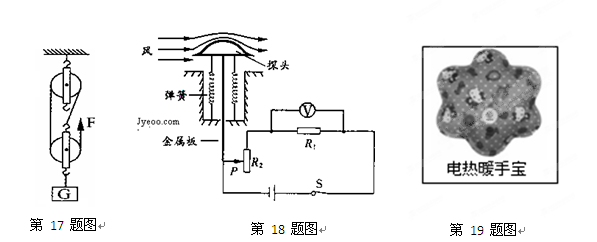 F
G
第 17 题图
风
探头
弹簧
Jyeoo.com
金属板
P
R₂
V
R₁
S
第 18 题图
电热暖手宝
第 19 题图